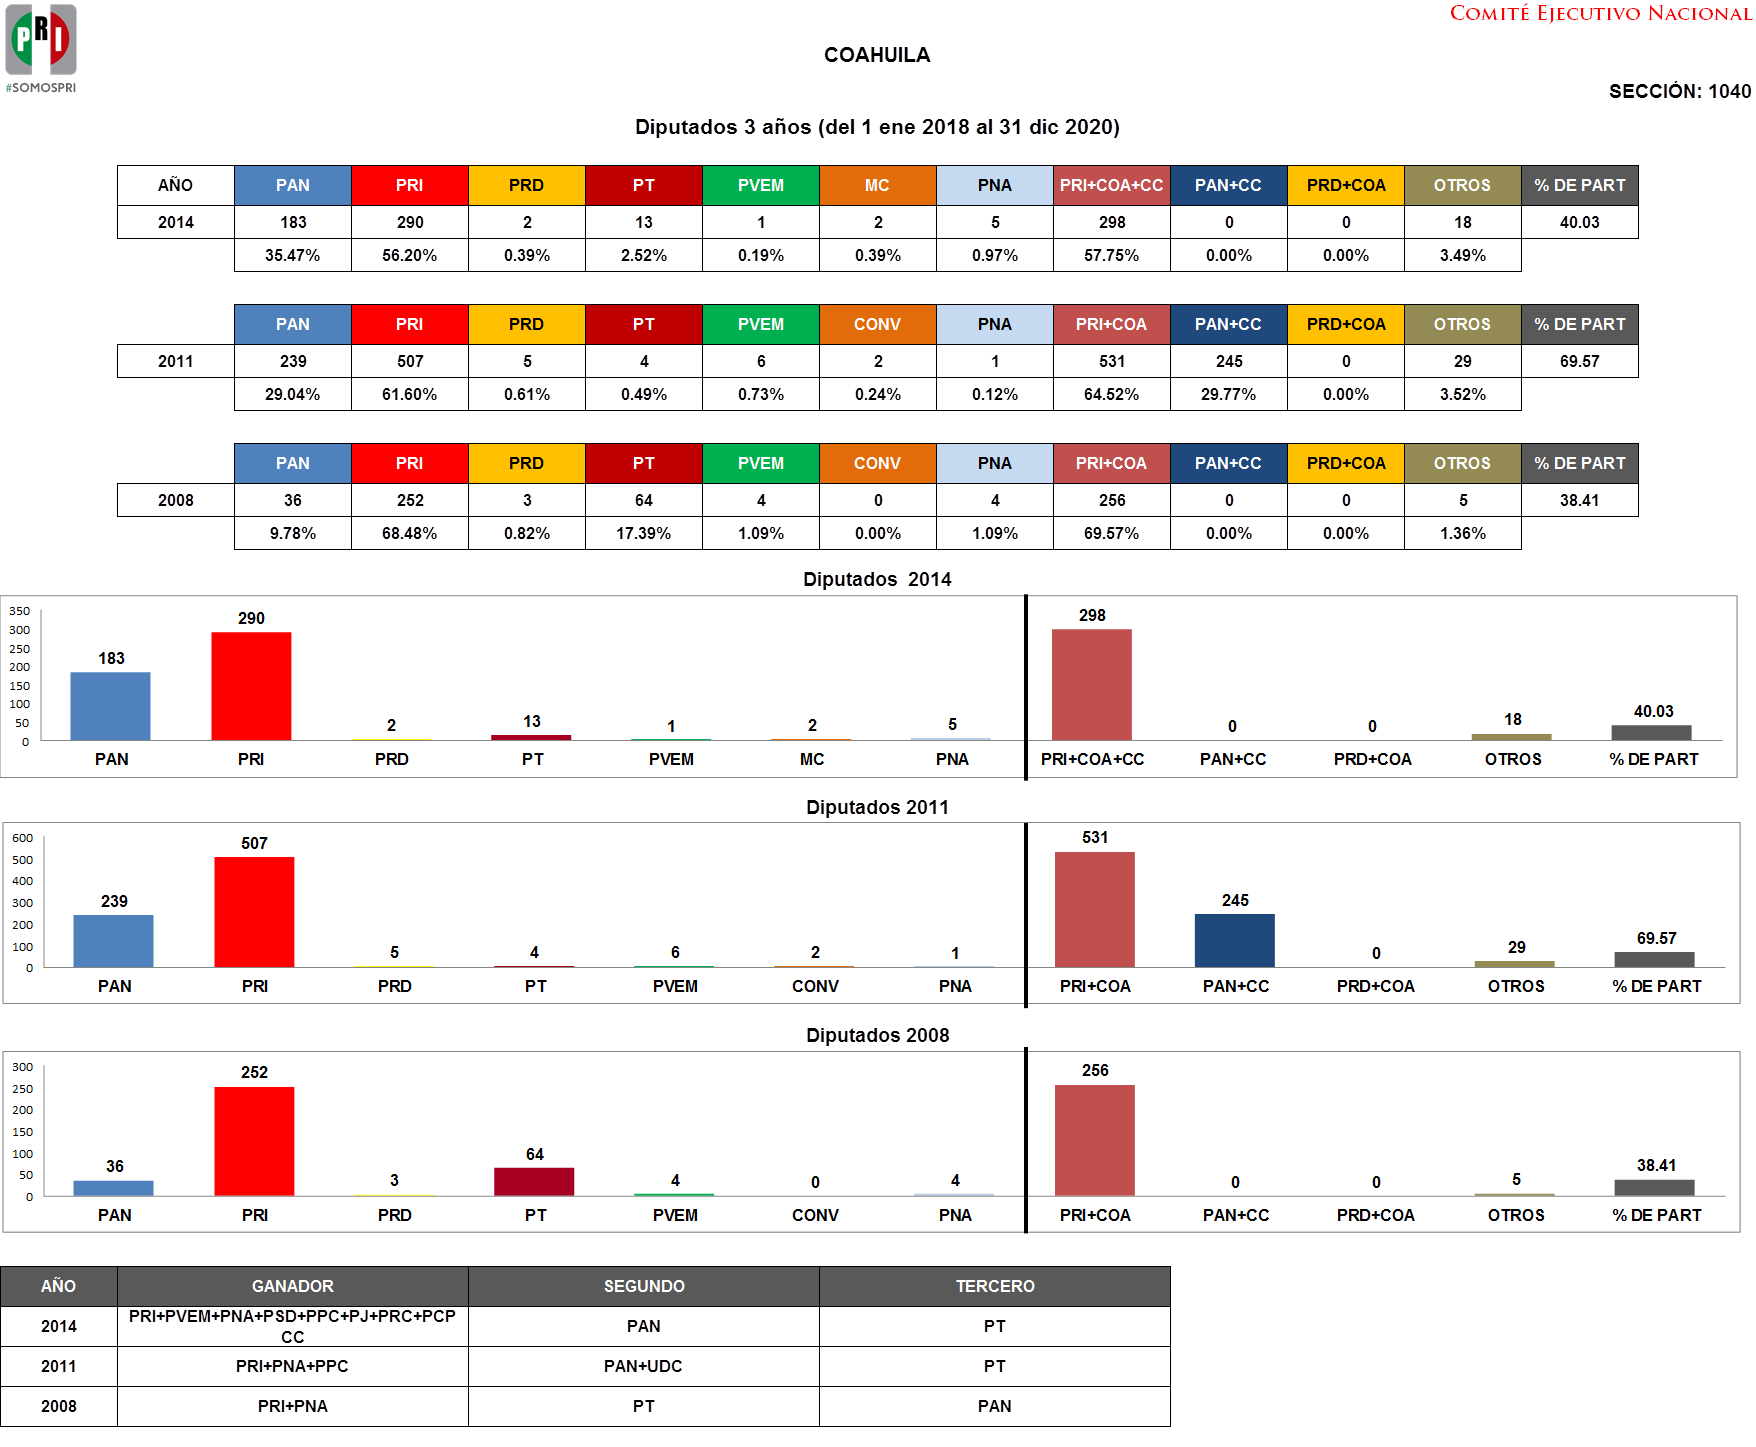 COMITÉ EJECUTIVO NACIONAL
PRI
#SOMOSPRI
COAHUILA
SECCIÓN: 1040
Diputados 3 años (del 1 ene 2018 al 31 dic 2020)
AÑO PAN PRI PRD PT PVEM MC PNA PRI+COA+CC PAN+CC PRD+COA OTROS % DE PART
2014 183 290 2 13 1 2 5 298 0 0 18 40.03
35.47% 56.20% 0.39% 2.52% 0.19% 0.39% 0.97% 57.75% 0.00% 0.00% 3.49%
PAN PRI PRD PT PVEM CONV PNA PRI+COA PAN+CC PRD+COA OTROS % DE PART
2011 239 507 5 4 6 2 1 531 245 0 29 69.57
29.04% 61.60% 0.61% 0.49% 0.73% 0.24% 0.12% 64.52% 29.77% 0.00% 3.52%
PAN PRI PRD PT PVEM CONV PNA PRI+COA PAN+CC PRD+COA OTROS % DE PART
2008 36 252 3 64 4 0 4 256 0 0 5 38.41
9.78% 68.48% 0.82% 17.39% 1.09% 0.00% 1.09% 69.57% 0.00% 0.00% 1.36%
Diputados 2014
350
300
250
200
150
100
50
0
183 290 2 13 1 2 5 298 0 0 18 40.03
PAN PRI PRD PT PVEM MC PNA PRI+COA+CC PAN+CC PRD+COA OTROS % DE PART
Diputados 2011
600
500
400
300
200
100
0
239 507 5 4 6 2 1 531 245 0 29 69.57
PAN PRI PRD PT PVEM CONV PNA PRI+COA PAN+CC PRD+COA OTROS % DE PART
Diputados 2008
300
250
200
150
100
50
0
36 252 3 64 4 0 4 256 0 0 5 38.41
PAN PRI PRD PT PVEM CONV PNA PRI+COA PAN+CC PRD+COA OTROS % DE PART
AÑO GANADOR SEGUNDO TERCERO
2014 PRI+PVEM+PNA+PSD+PPC+PJ+PRC+PCP PAN PT
CC
2011 PRI+PNA+PPC PAN+UDC PT
2008 PRI+PNA PT PAN